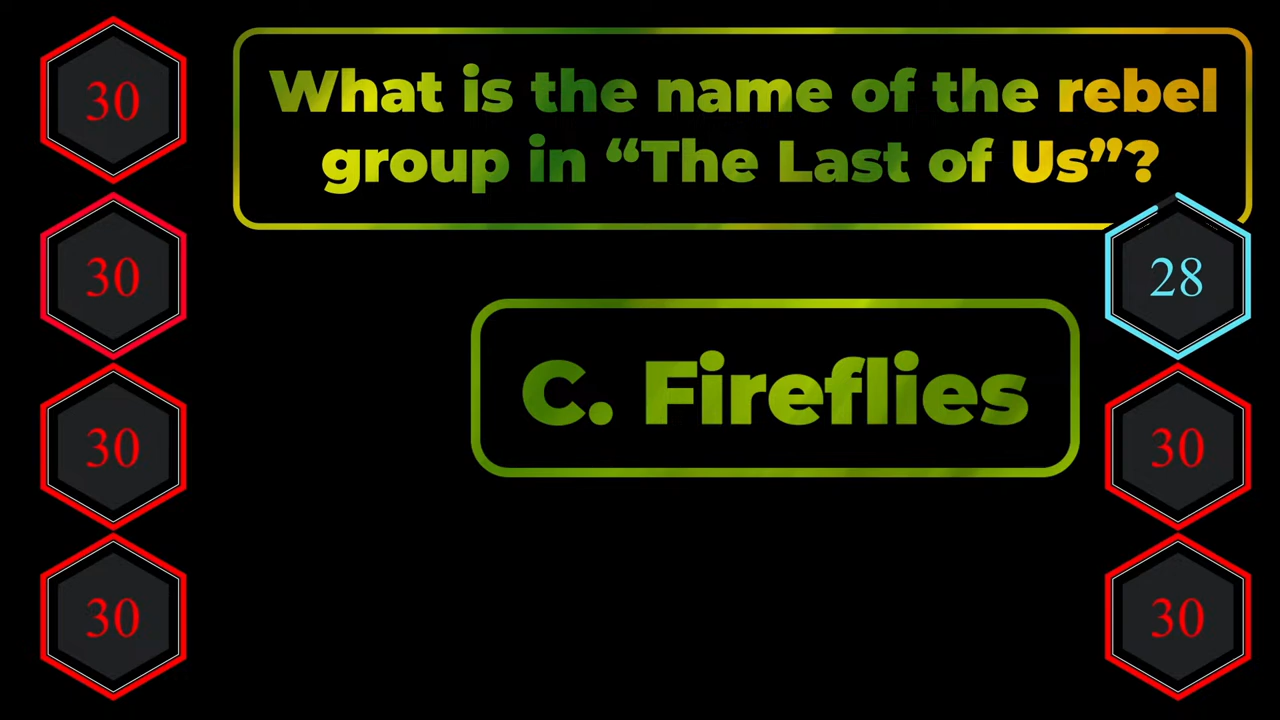 30
What is the name of the rebel
group in “The Last of Us”?
30
28
C. Fireflies
30
30
30
30